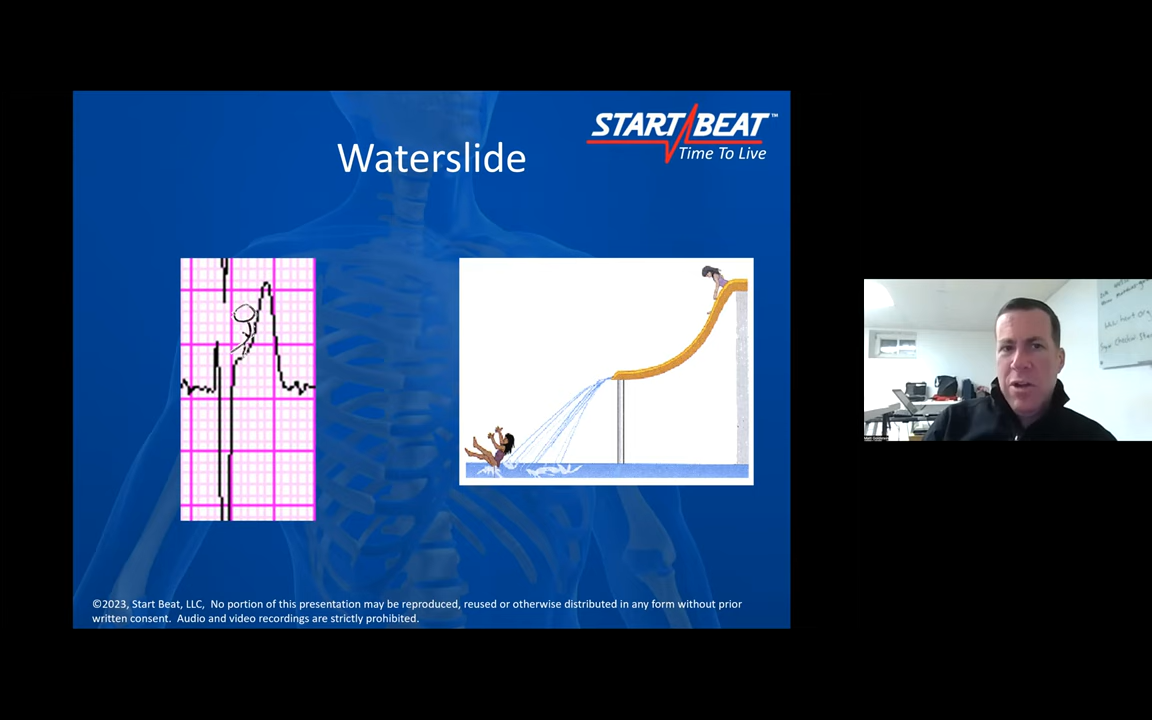 START BEAT™
Time To Live
Waterslide
©2023, Start Beat, LLC, No portion of this presentation may be reproduced, reused or otherwise distributed in any form without prior
written consent. Audio and video recordings are strictly prohibited.